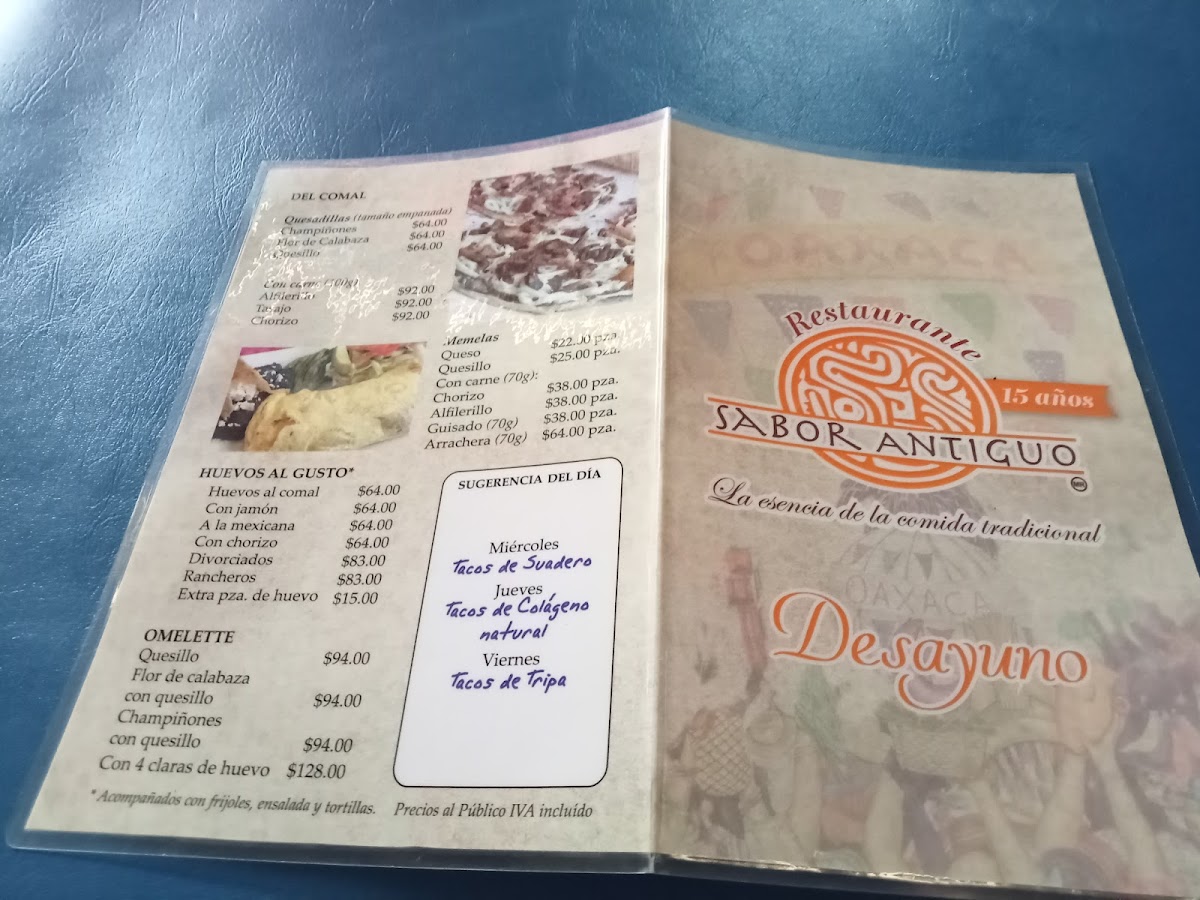 DEL COMAL
Quesadillas (tamaño empanada)
Champiñones $64.00
Flor de Calabaza $64.00
Quesillo $64.00
Con carne (100g)
Alfilerillo $92.00
Tasajo $92.00
Chorizo $92.00
Memelas
Queso $22.00 pza.
Quesillo $25.00 pza.
Con carne (70g):
Chorizo $38.00 pza.
Alfilerillo $38.00 pza.
Guisado (70g) $38.00 pza.
Arrachera (70g) $64.00 pza.
HUEVOS AL GUSTO*
Huevos al comal $64.00
Con jamón $64.00
A la mexicana $64.00
Con chorizo $64.00
Divorciados $83.00
Rancheros $83.00
Extra pza. de huevo $15.00
OMELETTE
Quesillo $94.00
Flor de calabaza
con quesillo $94.00
Champiñones
con quesillo $94.00
Con 4 claras de huevo $128.00
* Acompañados con frijoles, ensalada y tortillas.
SUGERENCIA DEL DÍA
Miércoles
Tacos de Suadero
Jueves
Tacos de Colágeno
natural
Viernes
Tacos de Tripa
Precios al Público IVA incluído
Restaurante
15 años
SABOR ANTIGUO
La esencia de la comida tradicional
Desayuno